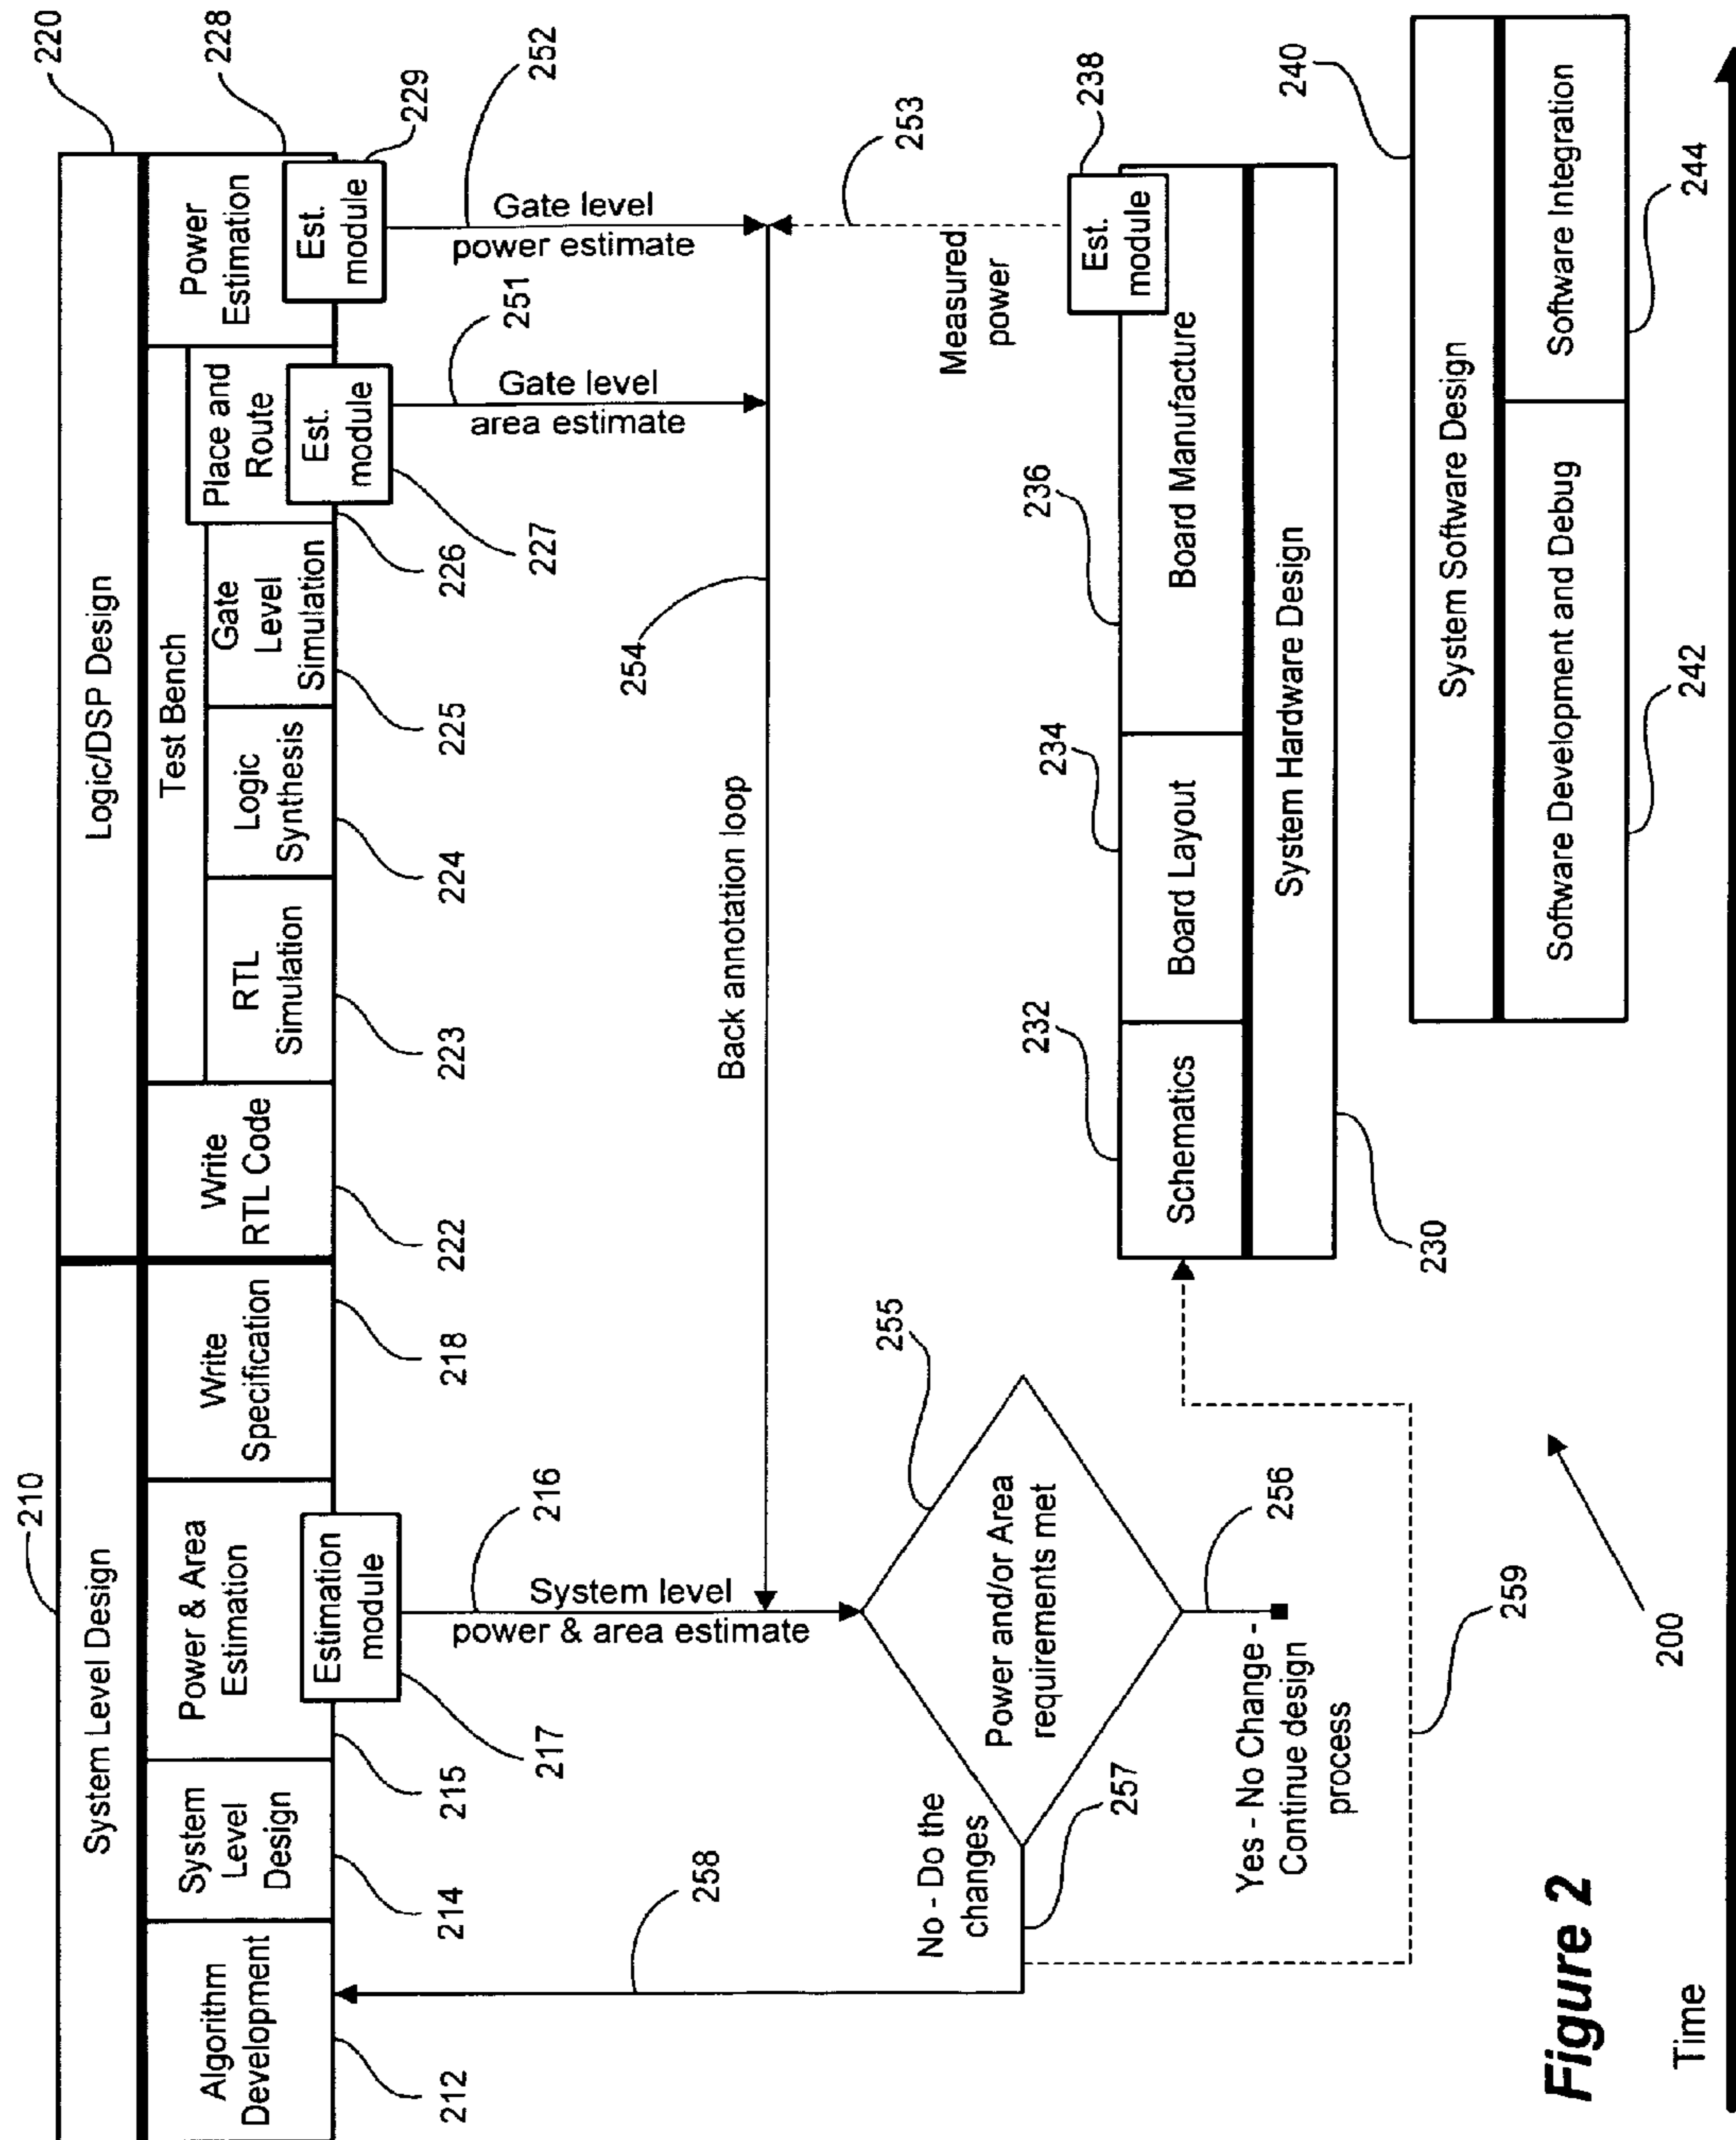 210
220
System Level Design
Logic/DSP Design
Algorithm
Development
System
Level
Design
Power & Area
Estimation
Write
Specification
Write
RTL Code
Test Bench
RTL
Simulation
Logic
Synthesis
Gate
Level
Simulation
Place and
Route
Power
Estimation
228
Estimation
module
Est.
module
Est.
module
229
212
214
215
217
218
222
223
224
225
226
227
216
System level
power & area estimate
251
Gate level
area estimate
252
Gate level
power estimate
258
254
Back annotation loop
253
Measured
power
No - Do the
changes
257
Power and/or Area
requirements met
255
256
Yes - No Change -
Continue design
process
259
232
234
236
238
Est.
module
Schematics
Board Layout
Board Manufacture
System Hardware Design
230
240
System Software Design
Software Development and Debug
Software Integration
242
244
200
Figure 2
Time